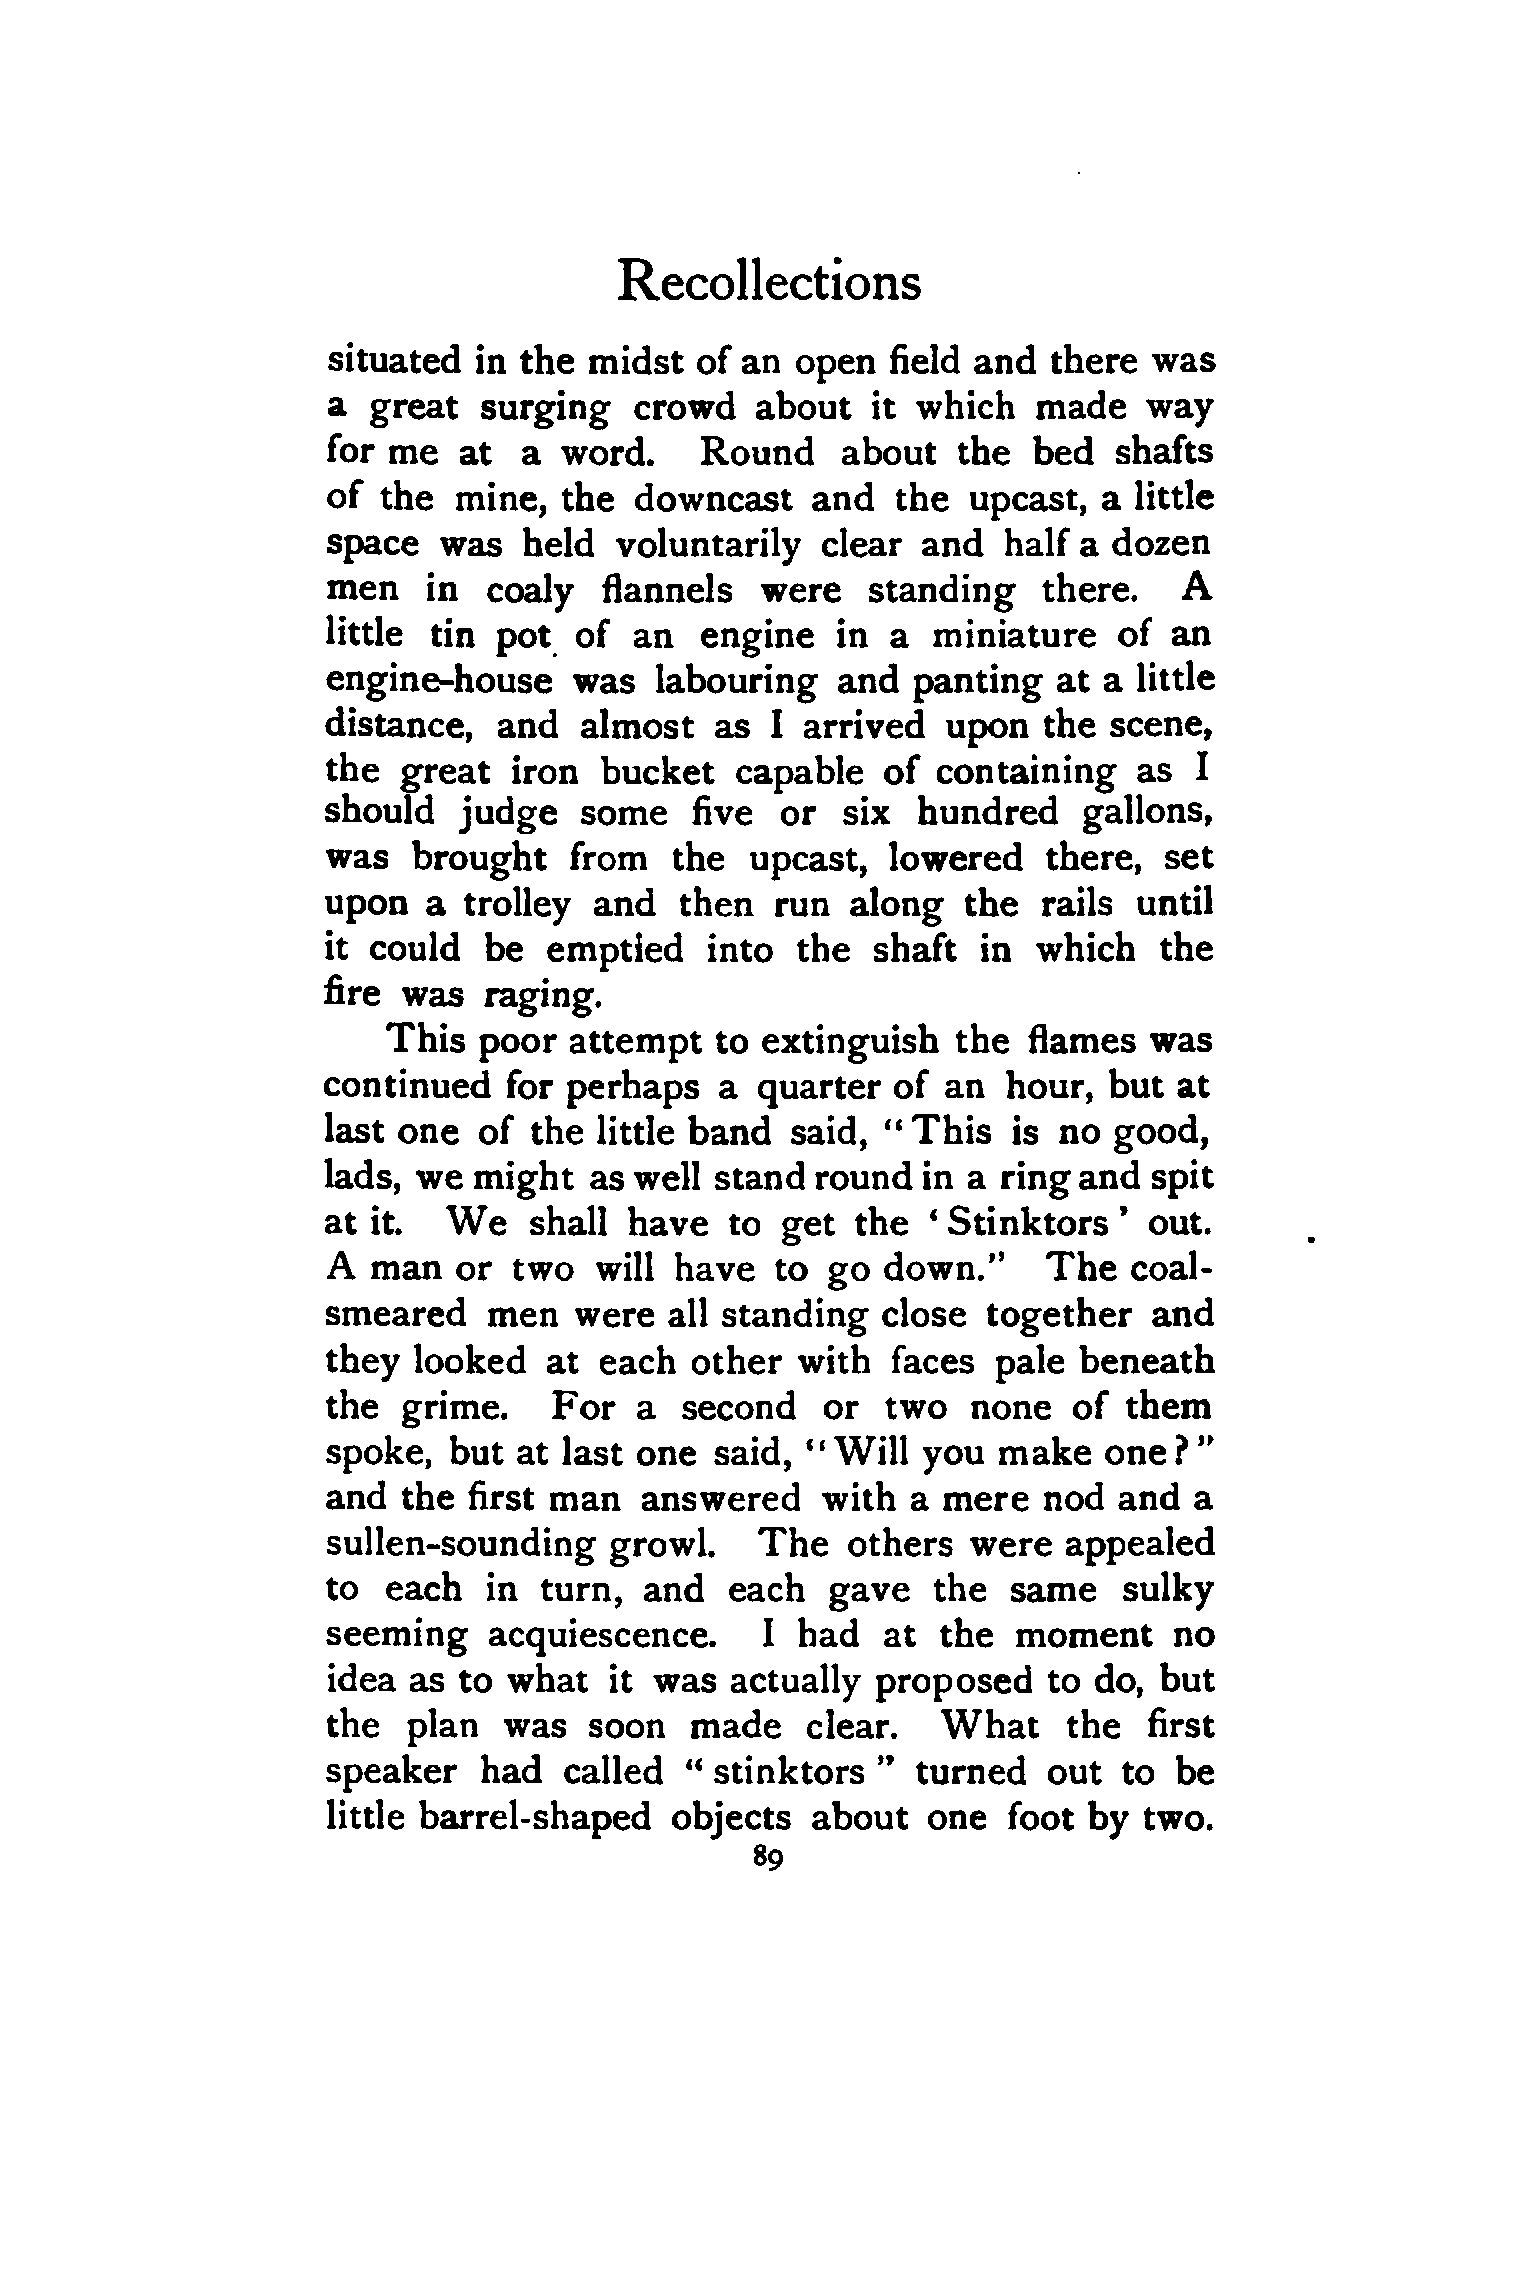 Recollections
situated in the midst of an open field and there was
a great surging crowd about it which made way
for me at a word. Round about the bed shafts
of the mine, the downcast and the upcast, a little
space was held voluntarily clear and half a dozen
men in coaly flannels were standing there. A
little tin pot of an engine in a miniature of an
engine-house was labouring and panting at a little
distance, and almost as I arrived upon the scene,
the great iron bucket capable of containing as I
should judge some five or six hundred gallons,
was brought from the upcast, lowered there, set
upon a trolley and then run along the rails until
it could be emptied into the shaft in which the
fire was raging.
This poor attempt to extinguish the flames was
continued for perhaps a quarter of an hour, but at
last one of the little band said, “This is no good,
lads, we might as well stand round in a ring and spit
at it. We shall have to get the ‘Stinktors’ out.
A man or two will have to go down.” The coal-
smeared men were all standing close together and
they looked at each other with faces pale beneath
the grime. For a second or two none of them
spoke, but at last one said, “Will you make one?”
and the first man answered with a mere nod and a
sullen-sounding growl. The others were appealed
to each in turn, and each gave the same sulky
seeming acquiescence. I had at the moment no
idea as to what it was actually proposed to do, but
the plan was soon made clear. What the first
speaker had called “stinktors” turned out to be
little barrel-shaped objects about one foot by two.
89